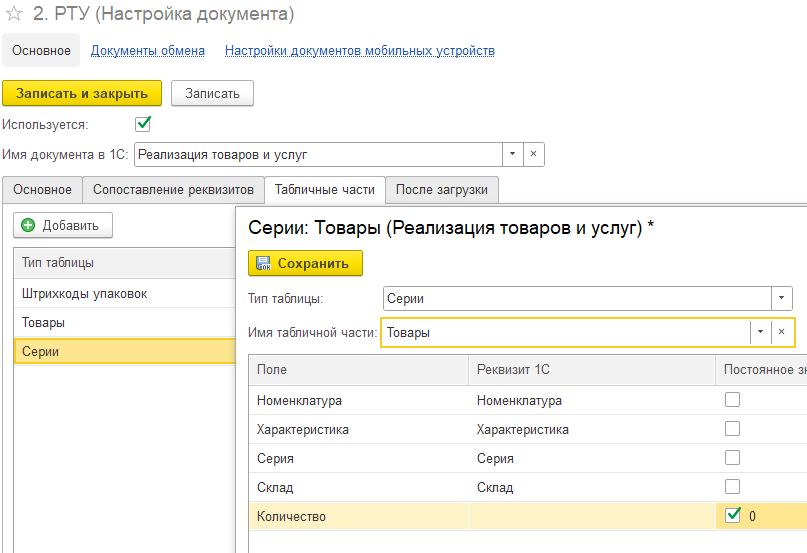 2. РТУ (Настройка документа)
Основное Документы обмена Настройки документов мобильных устройств
Записать и закрыть Записать
Используется:
Имя документа в 1С: Реализация товаров и услуг
Основное Сопоставление реквизитов Табличные части После загрузки
Добавить
Тип таблицы
Штрихкоды упаковок
Товары
Серии
Серии: Товары (Реализация товаров и услуг) *
Сохранить
Тип таблицы: Серии
Имя табличной части: Товары
Поле Реквизит 1С Постоянное зн
Номенклатура Номенклатура
Характеристика Характеристика
Серия Серия
Склад Склад
Количество 0